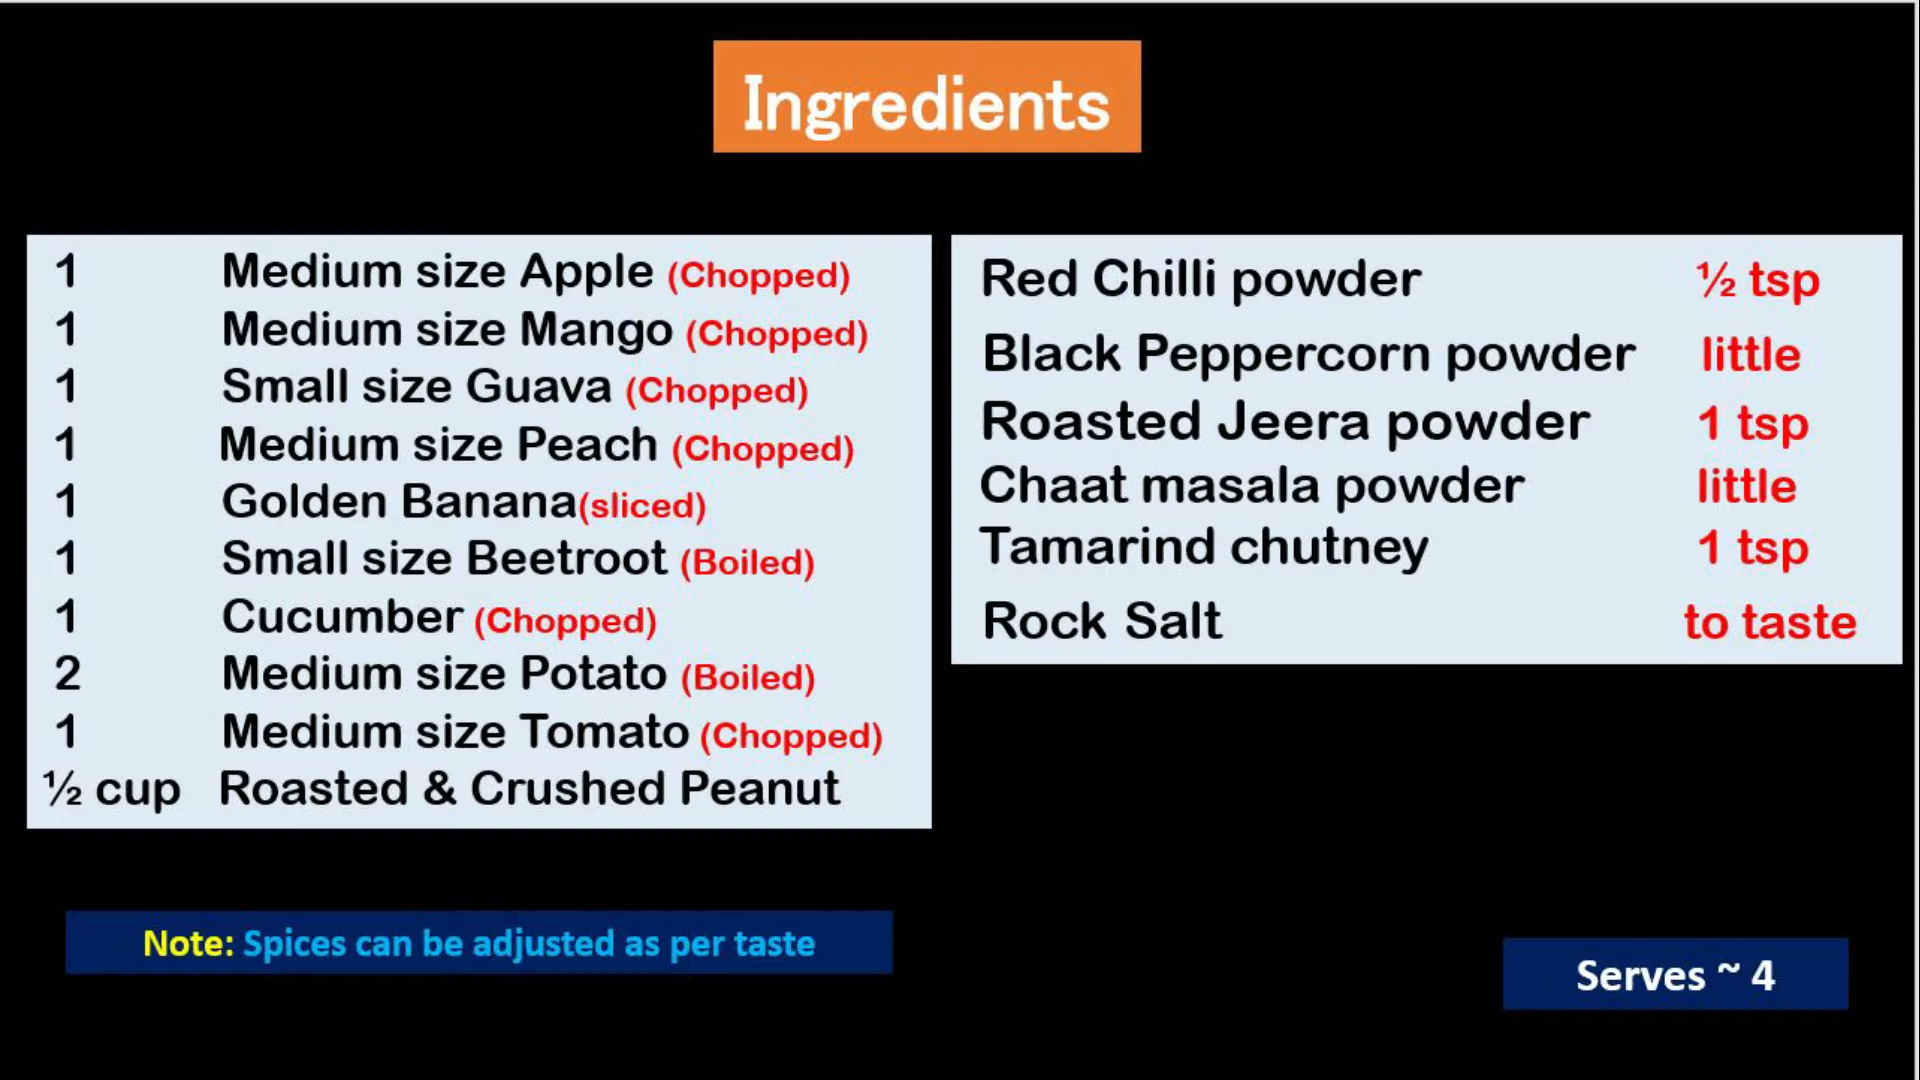 Ingredients
1 Medium size Apple (Chopped)
1 Medium size Mango (Chopped)
1 Small size Guava (Chopped)
1 Medium size Peach (Chopped)
1 Golden Banana(sliced)
1 Small size Beetroot (Boiled)
1 Cucumber (Chopped)
2 Medium size Potato (Boiled)
1 Medium size Tomato (Chopped)
½ cup Roasted & Crushed Peanut
Red Chilli powder ½ tsp
Black Peppercorn powder little
Roasted Jeera powder 1 tsp
Chaat masala powder little
Tamarind chutney 1 tsp
Rock Salt to taste
Note: Spices can be adjusted as per taste
Serves ~ 4